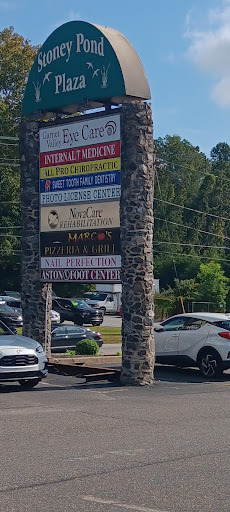 Stoney Pond
Plaza
Garnet
Valley Eye Care
INTERNAL MEDICINE
ALL PRO CHIROPRACTIC
SWEET TOOTH FAMILY DENTISTRY
PHOTO LICENSE CENTER
NovaCare
REHABILITATION
MARCO'S
PIZZERIA & GRILL
NAIL PERFECTION
ASTON FOOT CENTER